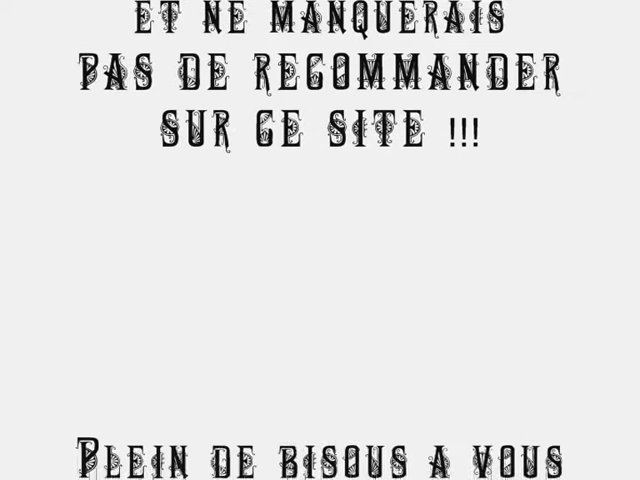 ET NE MANQUERAIS
PAS DE RECOMMANDER
SUR CE SITE !!!
PLEIN DE BISOUS A VOUS